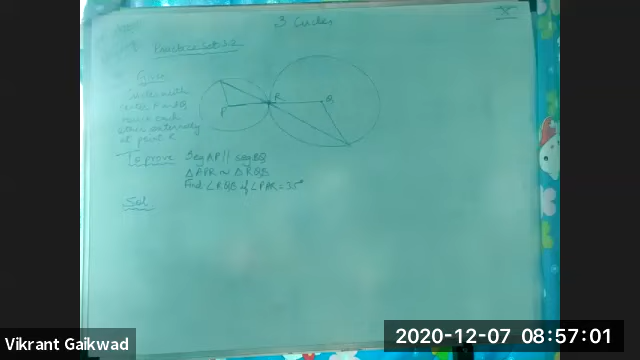 3 Circles
X
Practice Set 3.2
Given
Circles with
centre P and Q
touch each
other externally
at point R
P
R
Q
To prove Seg AP || seg BQ
△APR ~ △RQB
Find ∠RQB if ∠PAR = 35°
Sol
Vikrant Gaikwad
2020-12-07 08:57:01